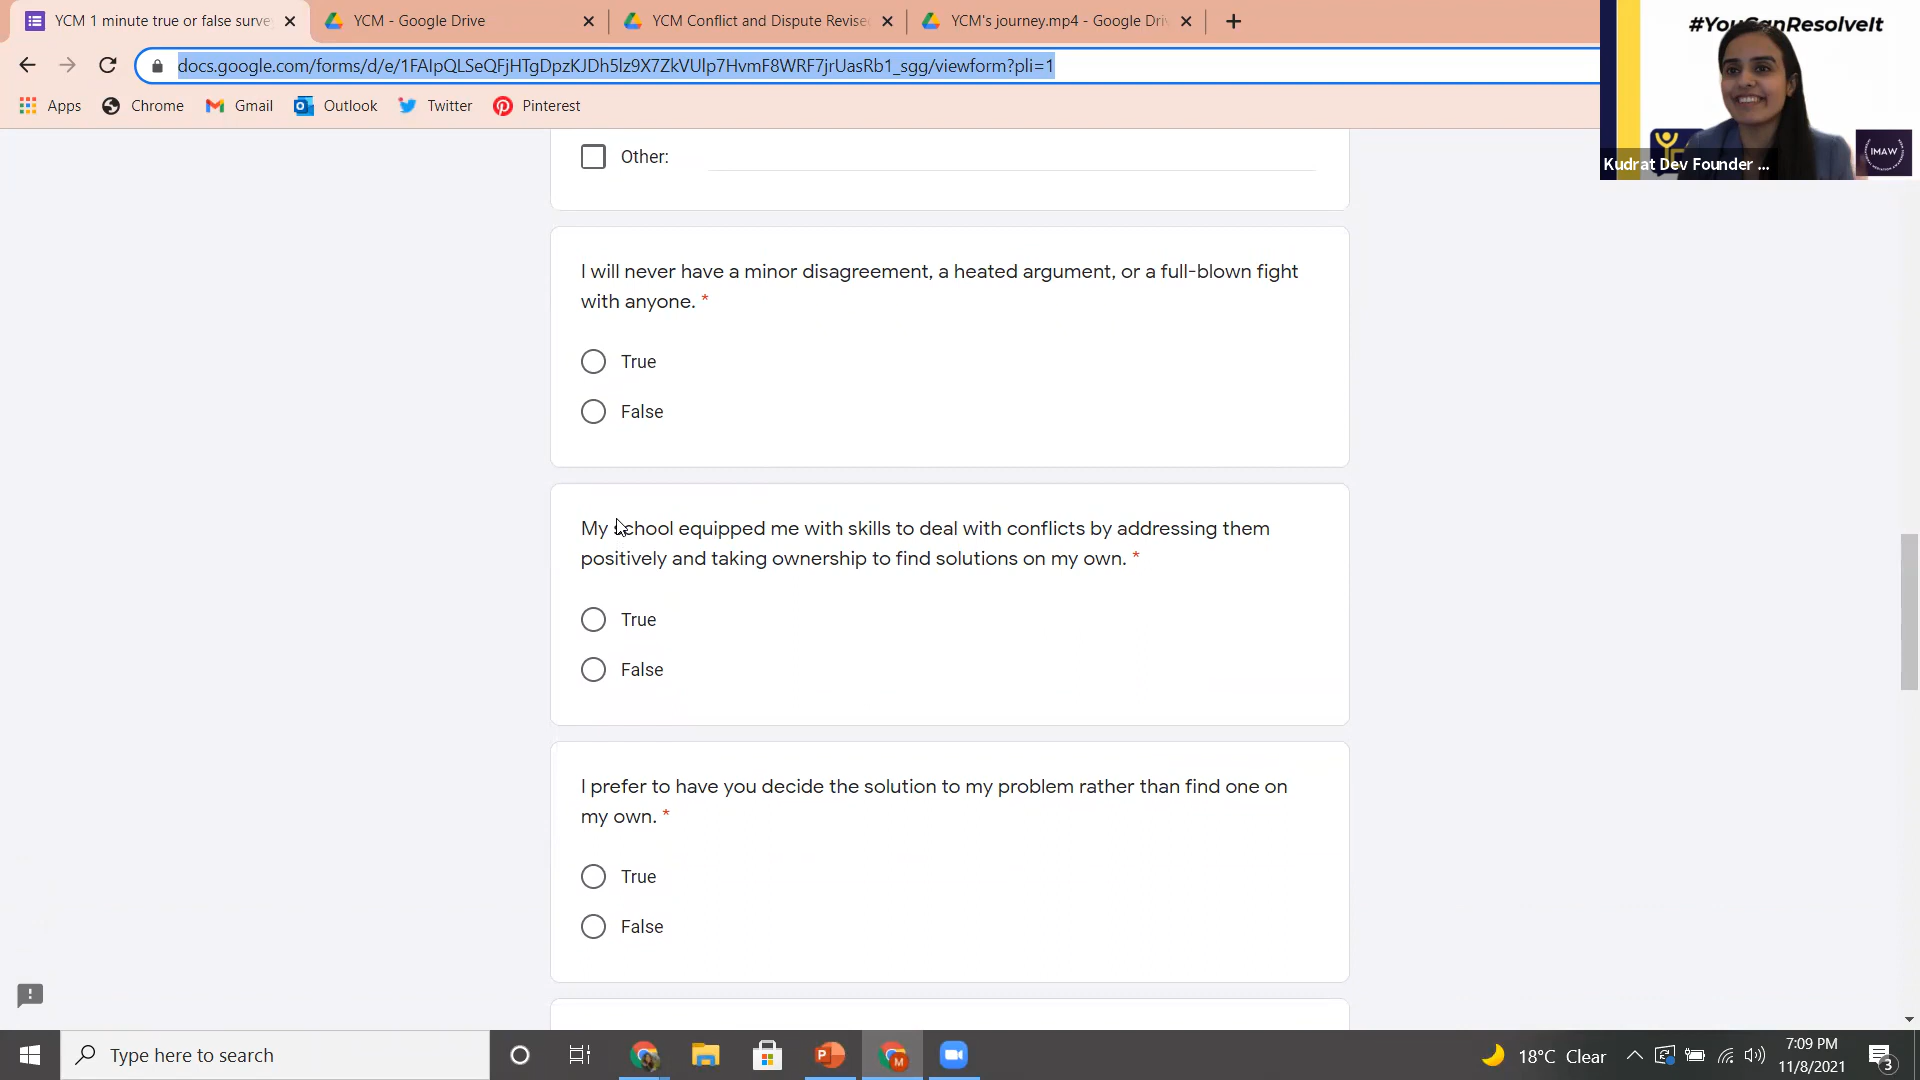 YCM 1 minute true or false surve
YCM - Google Drive
YCM Conflict and Dispute Revised
YCM's journey.mp4 - Google Driv
#YouCanResolveIt
docs.google.com/forms/d/e/1FAIpQLSeQFjHTgDpzKJDh5lz9X7ZkVUlp7HvmF8WRF7jrUasRb1_sgg/viewform?pli=1
Apps
Chrome
Gmail
Outlook
Twitter
Pinterest
IMAW
Kudrat Dev Founder ...
Other:
I will never have a minor disagreement, a heated argument, or a full-blown fight
with anyone. *
True
False
My school equipped me with skills to deal with conflicts by addressing them
positively and taking ownership to find solutions on my own. *
True
False
I prefer to have you decide the solution to my problem rather than find one on
my own. *
True
False
Type here to search
18°C Clear
7:09 PM
11/8/2021
3